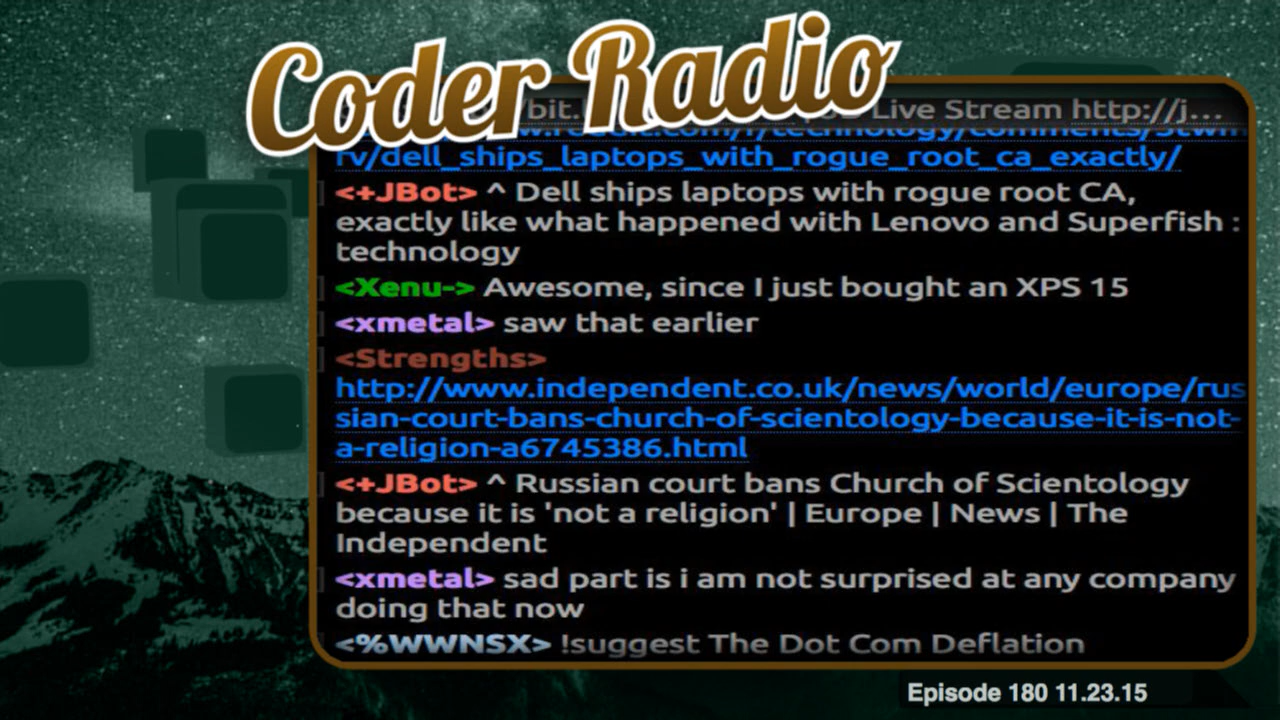 Coder Radio
/bit.l
Live Stream http://j...
rv/dell_ships_laptops_with_rogue_root_ca_exactly/
<+JBot> ^ Dell ships laptops with rogue root CA,
exactly like what happened with Lenovo and Superfish :
technology
<Xenu-> Awesome, since I just bought an XPS 15
<xmetal> saw that earlier
<Strengths>
http://www.independent.co.uk/news/world/europe/rus
sian-court-bans-church-of-scientology-because-it-is-not-
a-religion-a6745386.html
<+JBot> ^ Russian court bans Church of Scientology
because it is 'not a religion' | Europe | News | The
Independent
<xmetal> sad part is i am not surprised at any company
doing that now
<%WWNSX> !suggest The Dot Com Deflation
Episode 180 11.23.15